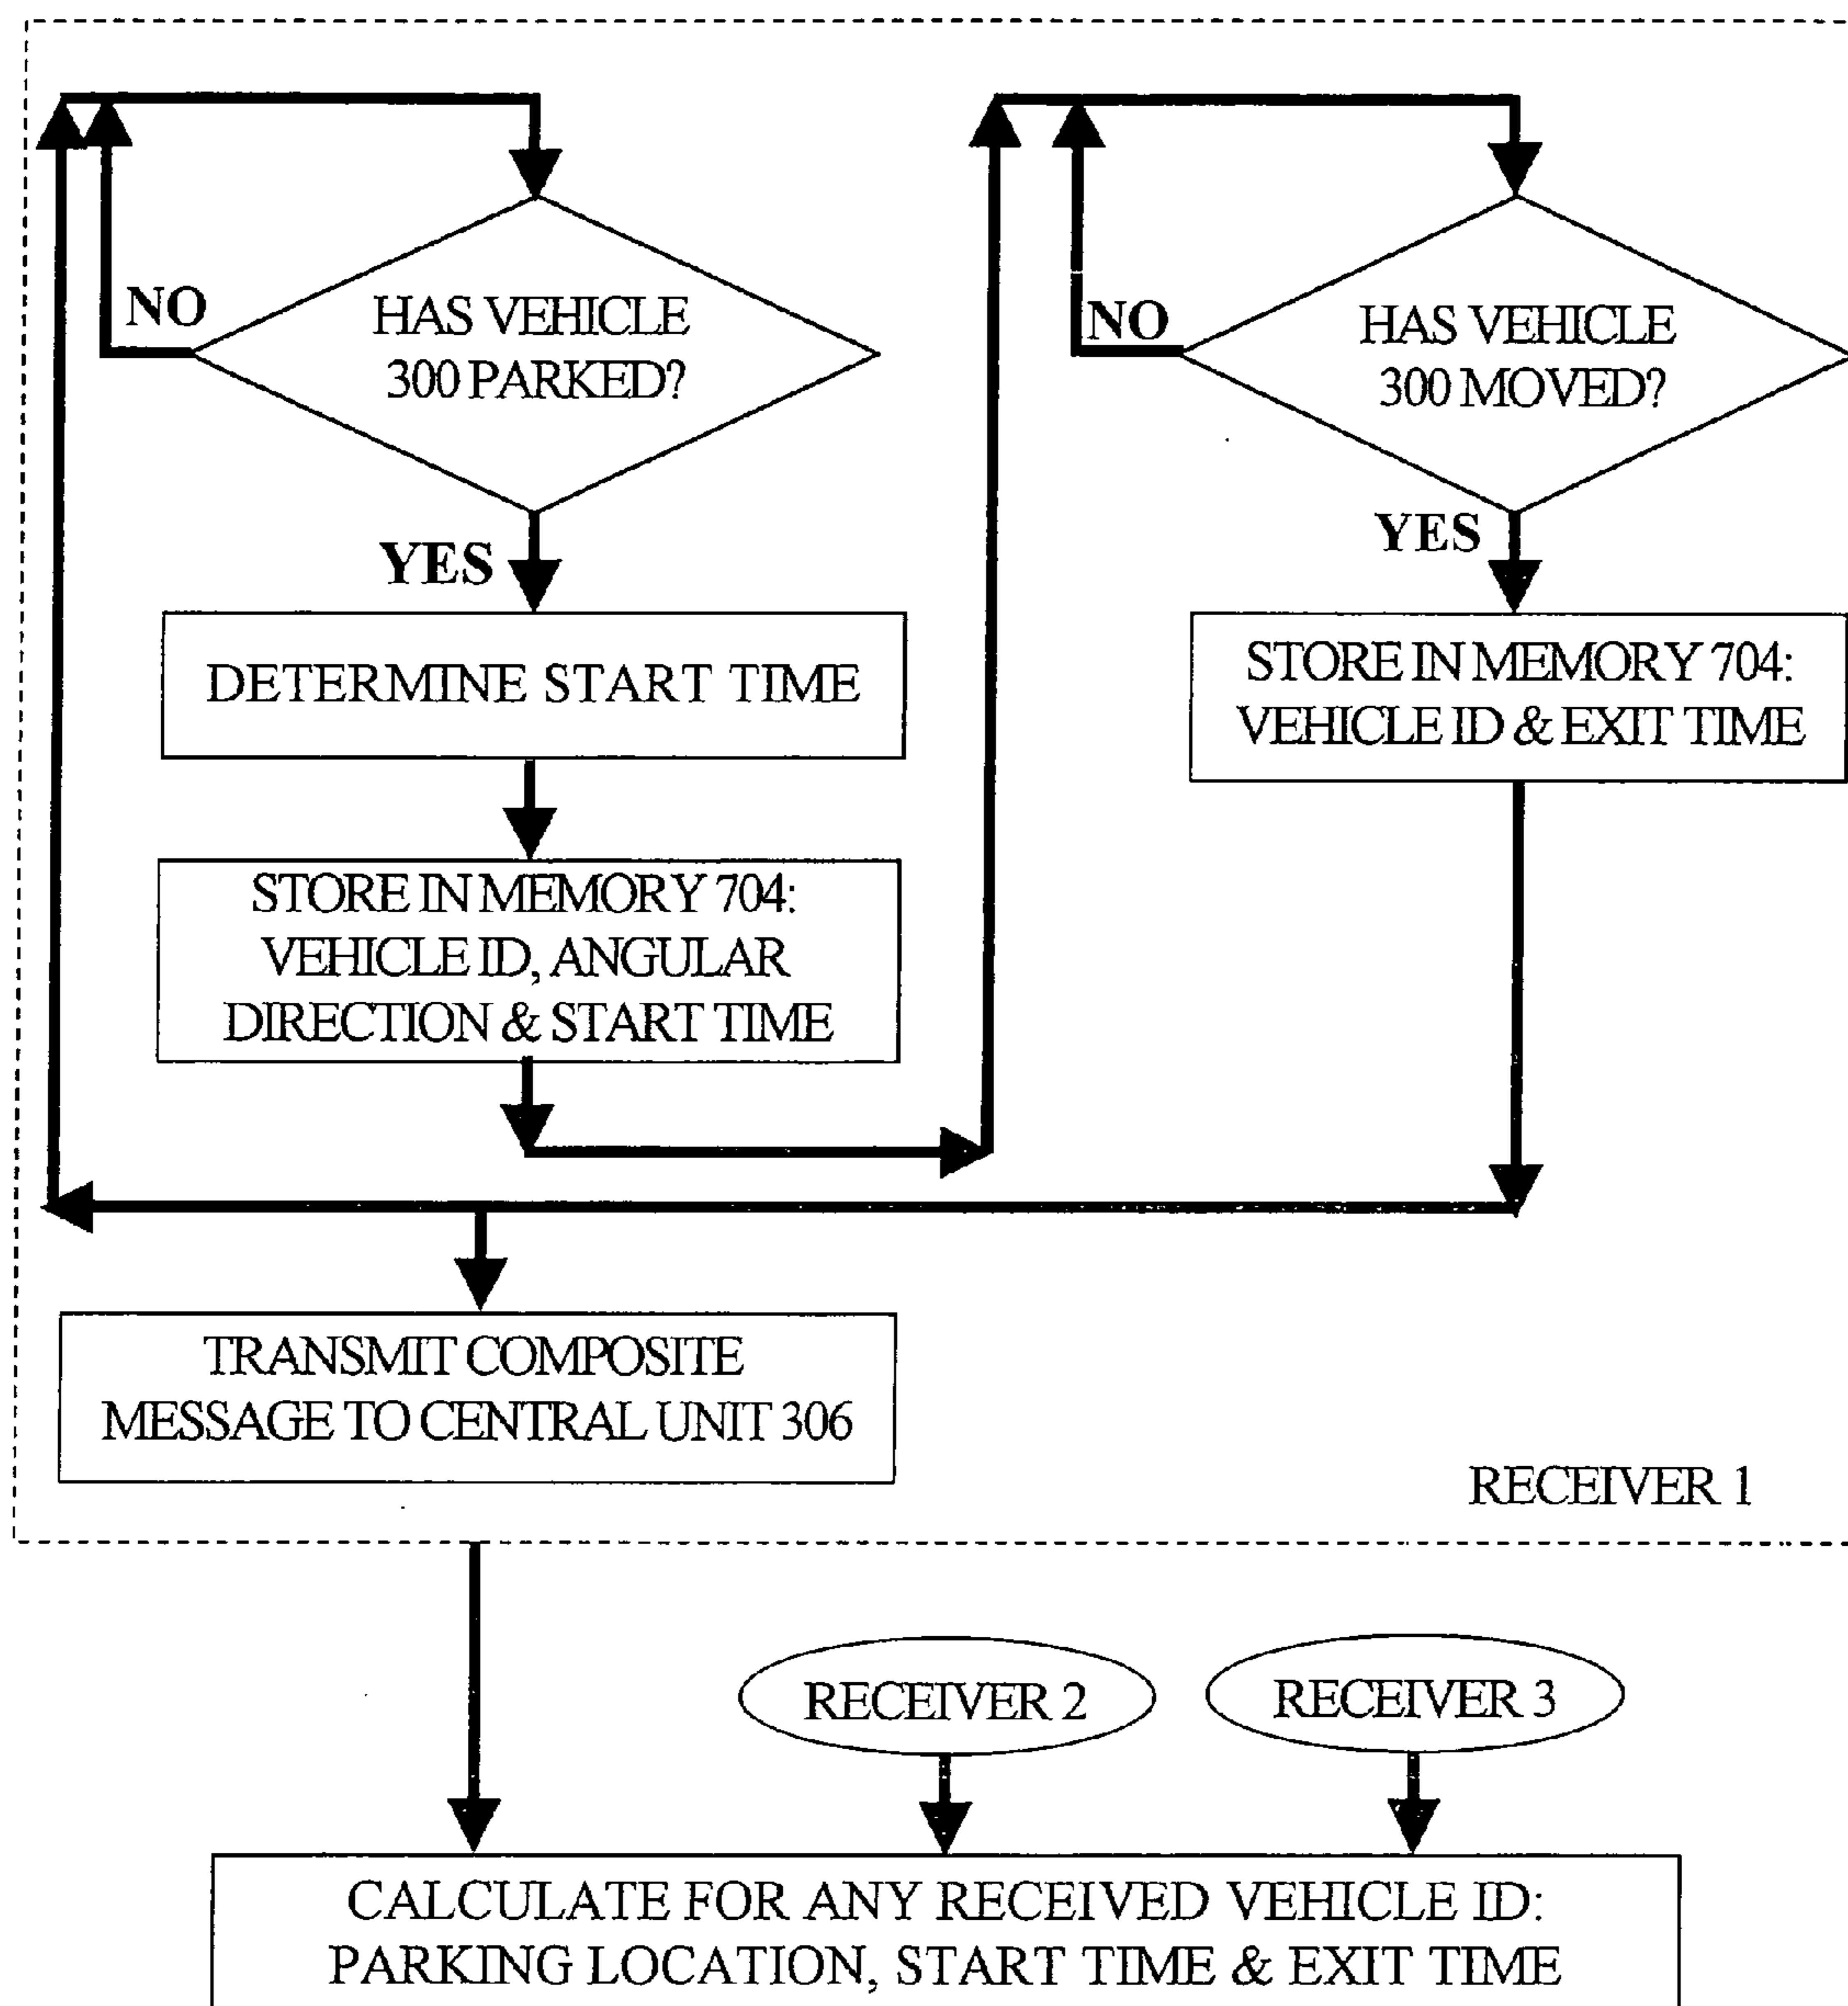 HAS VEHICLE
300 PARKED?
NO
YES
DETERMINE START TIME
STORE IN MEMORY 704:
VEHICLE ID, ANGULAR
DIRECTION & START TIME
HAS VEHICLE
300 MOVED?
NO
YES
STORE IN MEMORY 704:
VEHICLE ID & EXIT TIME
TRANSMIT COMPOSITE
MESSAGE TO CENTRAL UNIT 306
RECEIVER 1
RECEIVER 2
RECEIVER 3
CALCULATE FOR ANY RECEIVED VEHICLE ID:
PARKING LOCATION, START TIME & EXIT TIME